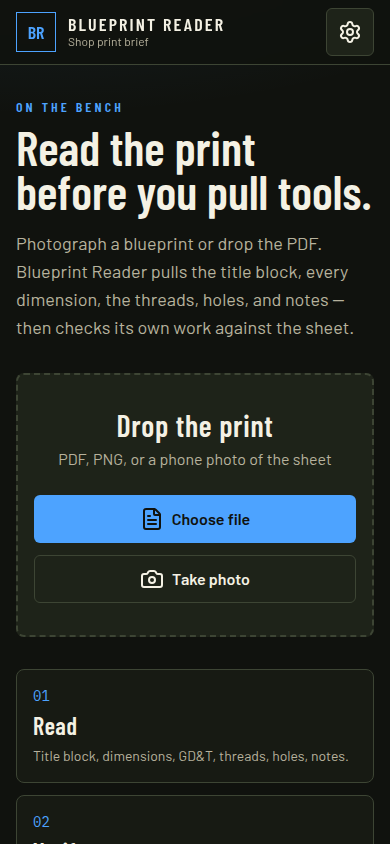 BR
BLUEPRINT READER
Shop print brief
ON THE BENCH
Read the print
before you pull tools.
Photograph a blueprint or drop the PDF.
Blueprint Reader pulls the title block, every
dimension, the threads, holes, and notes —
then checks its own work against the sheet.
Drop the print
PDF, PNG, or a phone photo of the sheet
Choose file
Take photo
01
Read
Title block, dimensions, GD&T, threads, holes, notes.
02